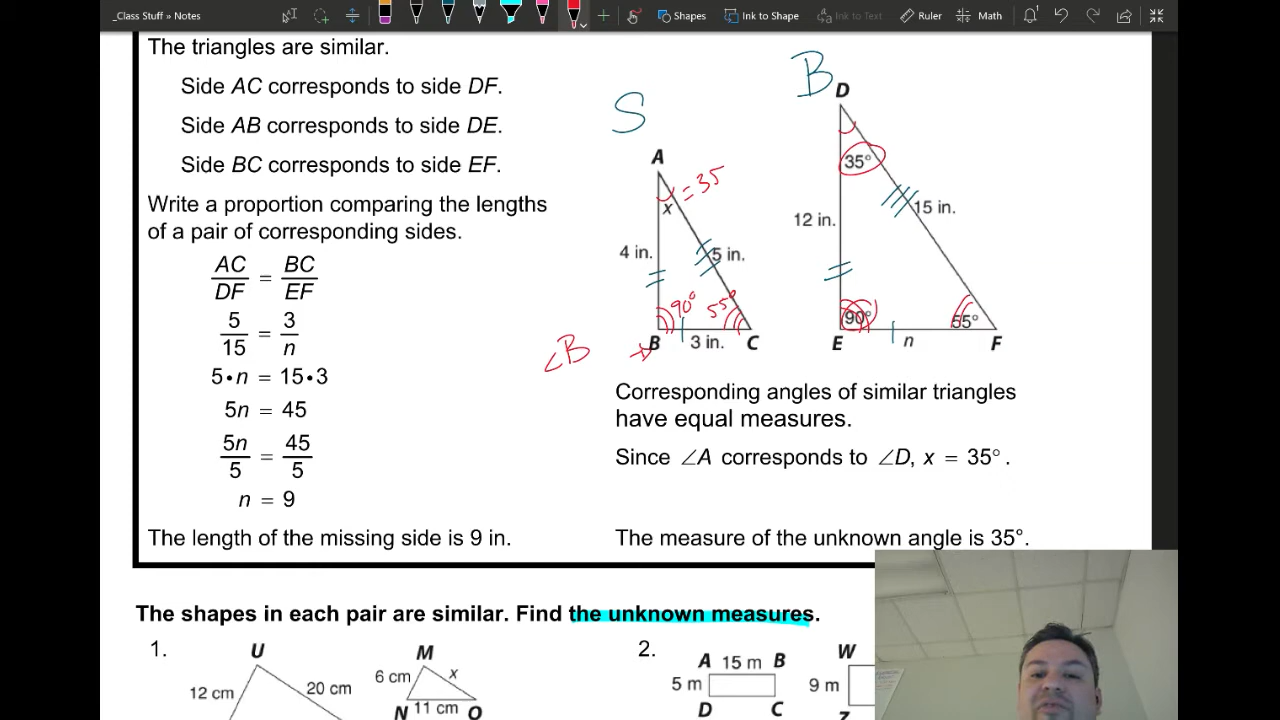 _Class Stuff » Notes
Shapes
Ink to Shape
Ink to Text
Ruler
Math
The triangles are similar.
Side AC corresponds to side DF.
Side AB corresponds to side DE.
Side BC corresponds to side EF.
Write a proportion comparing the lengths
of a pair of corresponding sides.
AC/DF = BC/EF
5/15 = 3/n
5•n = 15•3
5n = 45
5n/5 = 45/5
n = 9
The length of the missing side is 9 in.
S
B
A
x
= 35
4 in.
5 in.
90°
55°
∠B
B
3 in.
C
D
35°
12 in.
15 in.
90°
55°
E
n
F
Corresponding angles of similar triangles
have equal measures.
Since ∠A corresponds to ∠D, x = 35°.
The measure of the unknown angle is 35°.
The shapes in each pair are similar. Find the unknown measures.
1.
U
12 cm
20 cm
M
6 cm
x
N
11 cm
O
2.
A 15 m B
5 m
D
C
W
9 m
Z